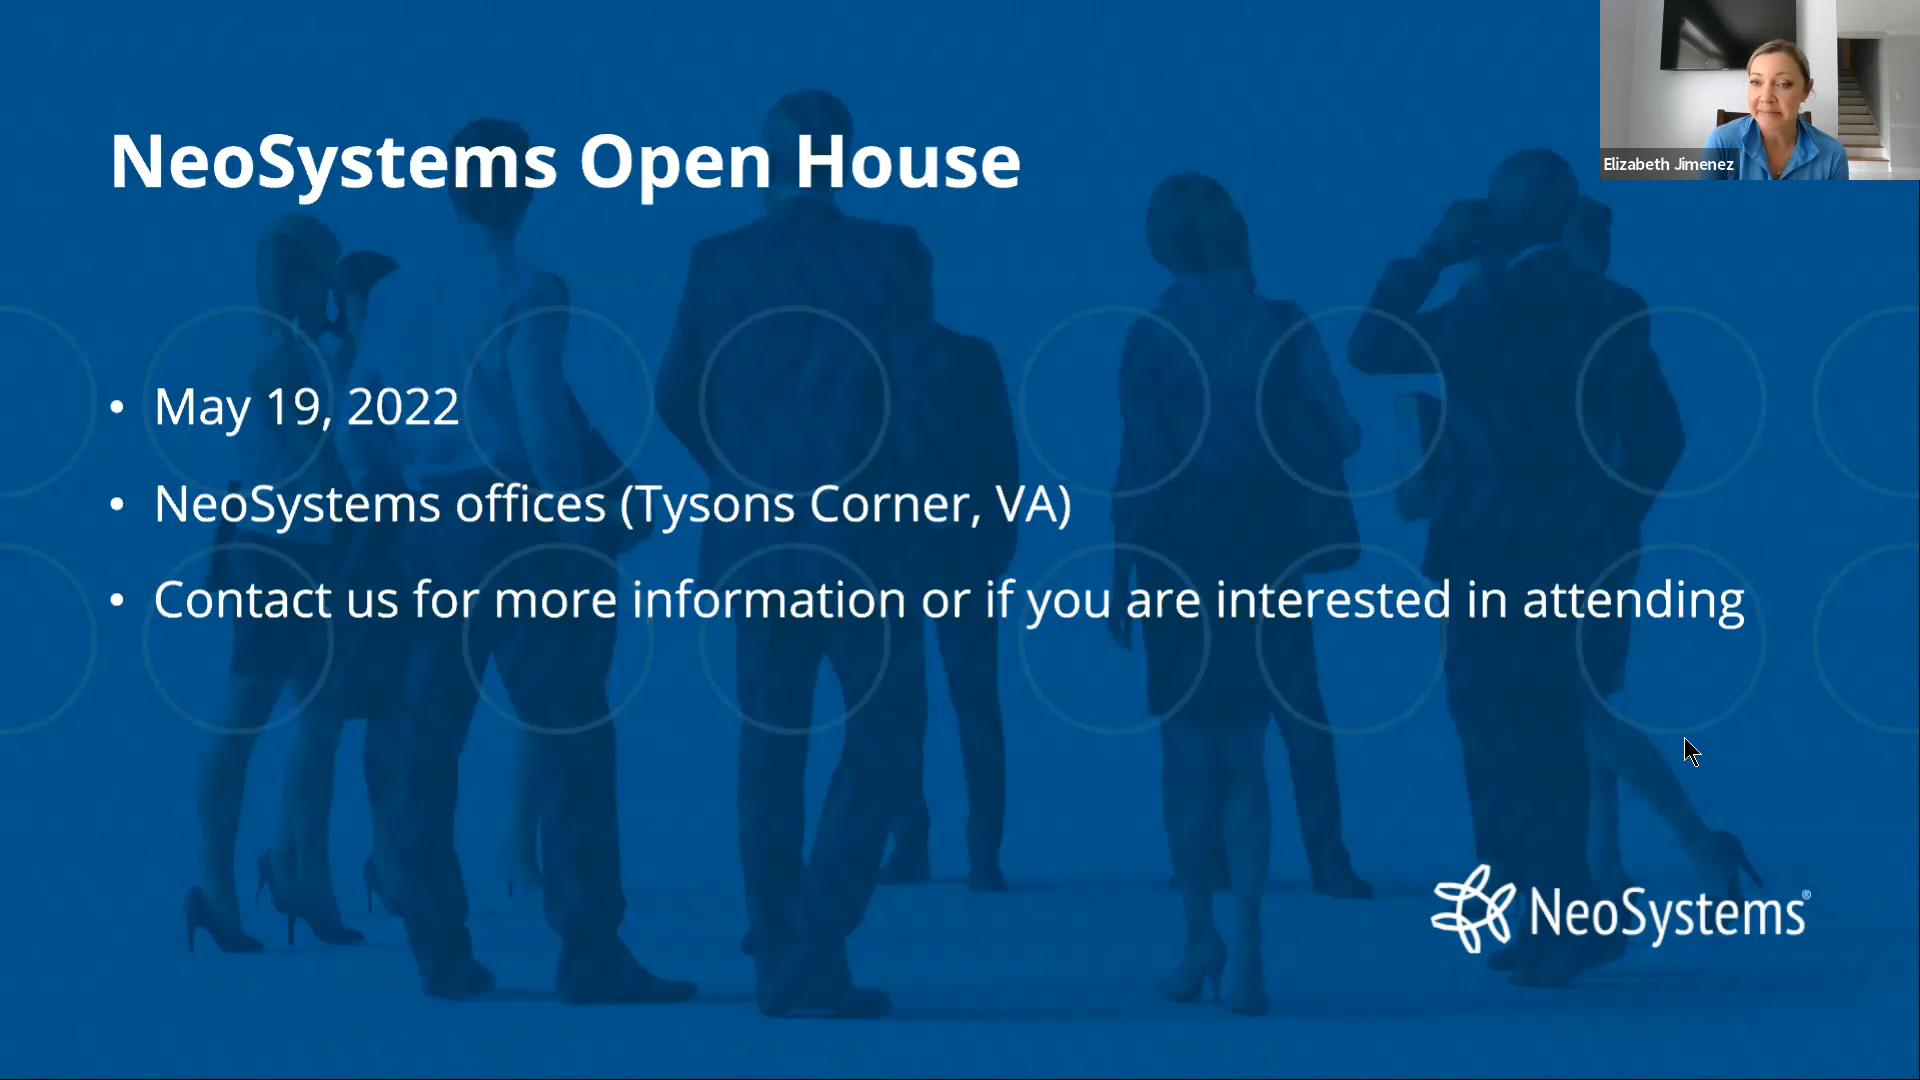 NeoSystems Open House
Elizabeth Jimenez
• May 19, 2022
• NeoSystems offices (Tysons Corner, VA)
• Contact us for more information or if you are interested in attending
NeoSystems®